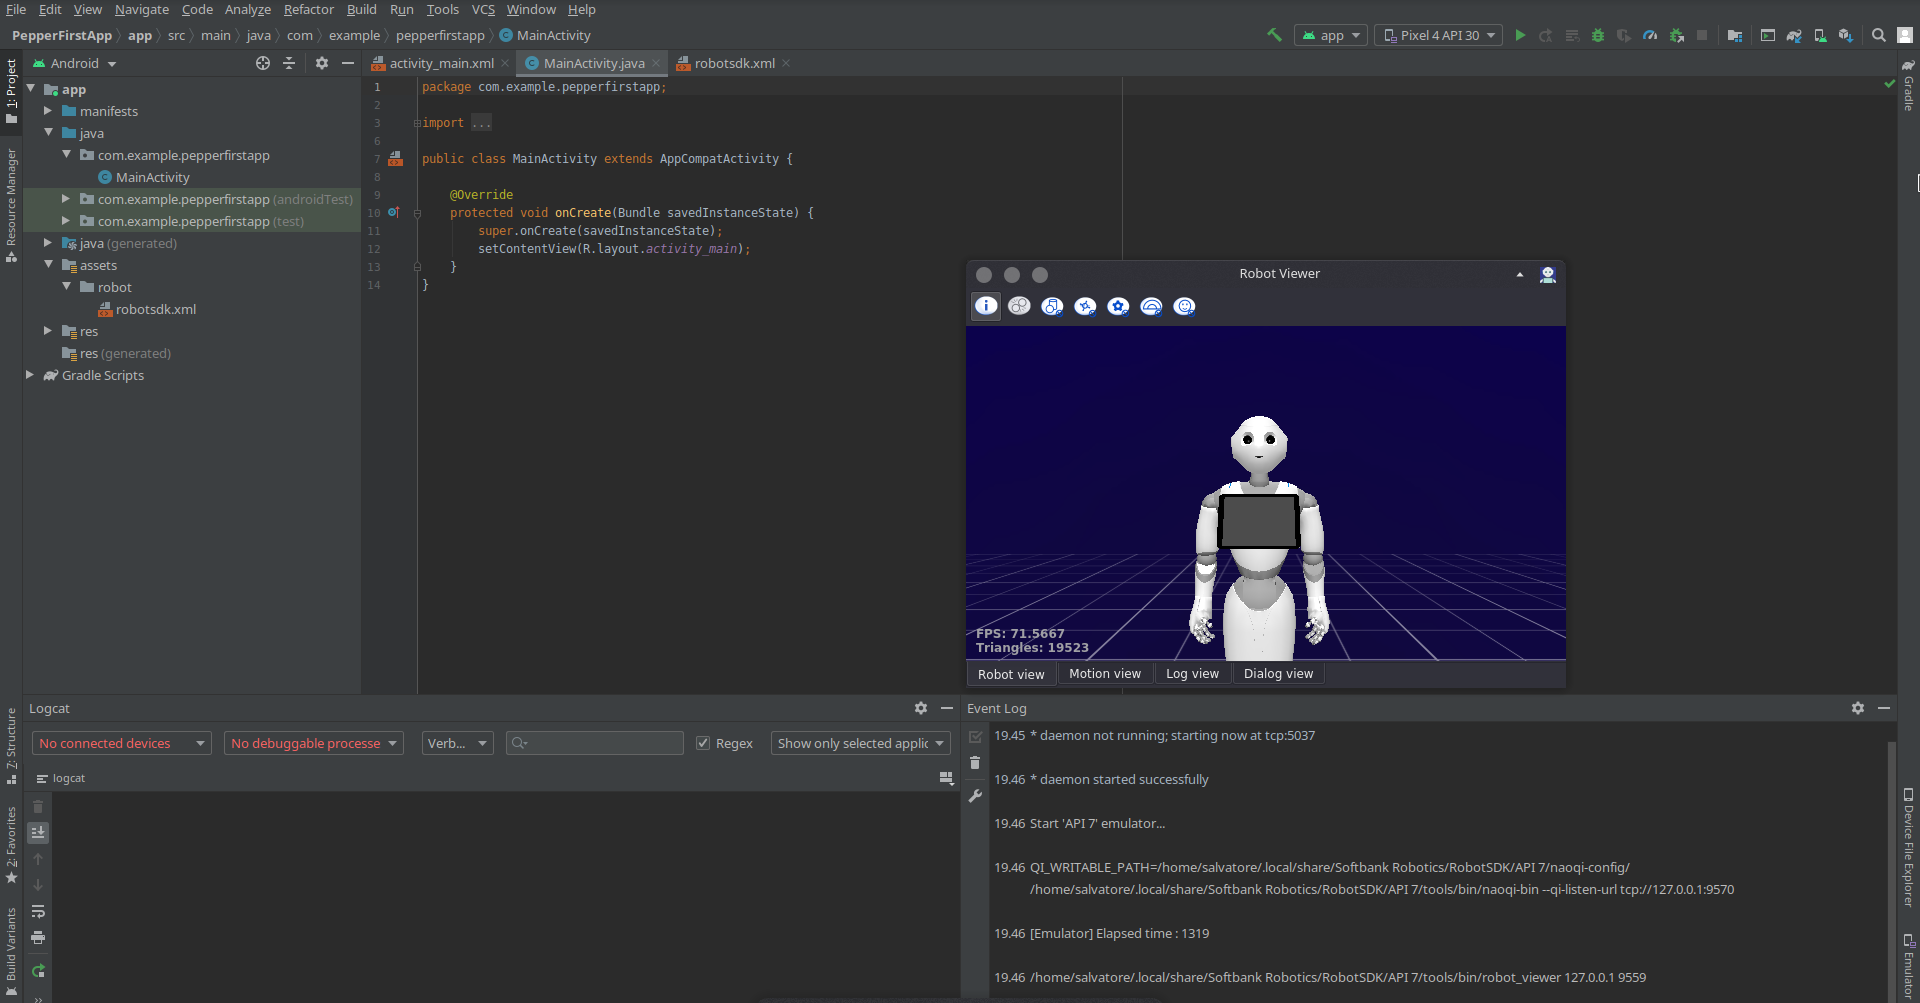 File Edit View Navigate Code Analyze Refactor Build Run Tools VCS Window Help
PepperFirstApp app src main java com example pepperfirstapp MainActivity
app
Pixel 4 API 30
Android
activity_main.xml
MainActivity.java
robotsdk.xml
1: Project
Resource Manager
7: Structure
2: Favorites
Build Variants
app
manifests
java
com.example.pepperfirstapp
MainActivity
com.example.pepperfirstapp (androidTest)
com.example.pepperfirstapp (test)
java (generated)
assets
robot
robotsdk.xml
res
res (generated)
Gradle Scripts
1 package com.example.pepperfirstapp;
2
3 import ...
6
7 public class MainActivity extends AppCompatActivity {
8
9 @Override
10 protected void onCreate(Bundle savedInstanceState) {
11 super.onCreate(savedInstanceState);
12 setContentView(R.layout.activity_main);
13 }
14 }
Robot Viewer
FPS: 71.5667
Triangles: 19523
Robot view Motion view Log view Dialog view
Logcat
No connected devices No debuggable processe Verb... Regex Show only selected applic
logcat
Event Log
19.45 * daemon not running; starting now at tcp:5037
19.46 * daemon started successfully
19.46 Start 'API 7' emulator...
19.46 QI_WRITABLE_PATH=/home/salvatore/.local/share/Softbank Robotics/RobotSDK/API 7/naoqi-config/
/home/salvatore/.local/share/Softbank Robotics/RobotSDK/API 7/tools/bin/naoqi-bin --qi-listen-url tcp://127.0.0.1:9570
19.46 [Emulator] Elapsed time : 1319
19.46 /home/salvatore/.local/share/Softbank Robotics/RobotSDK/API 7/tools/bin/robot_viewer 127.0.0.1 9559
Gradle
Device File Explorer
Emulator